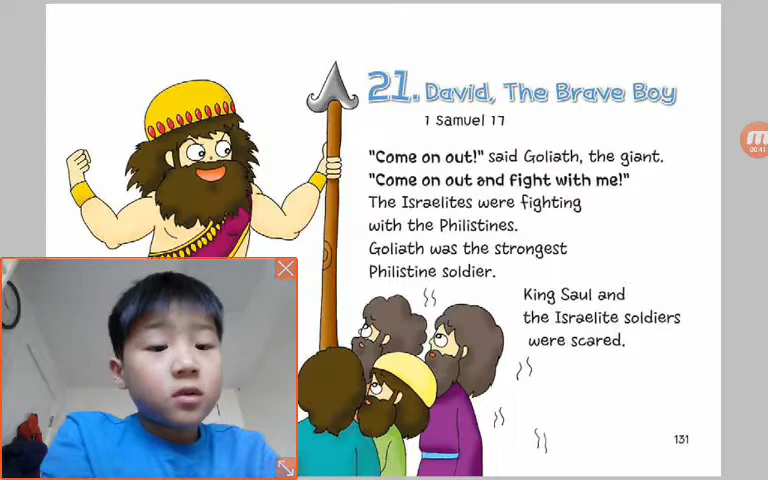 21. David, The Brave Boy
1 Samuel 17
"Come on out!" said Goliath, the giant.
"Come on out and fight with me!"
The Israelites were fighting
with the Philistines.
Goliath was the strongest
Philistine soldier.
King Saul and
the Israelite soldiers
were scared.
131
00:41